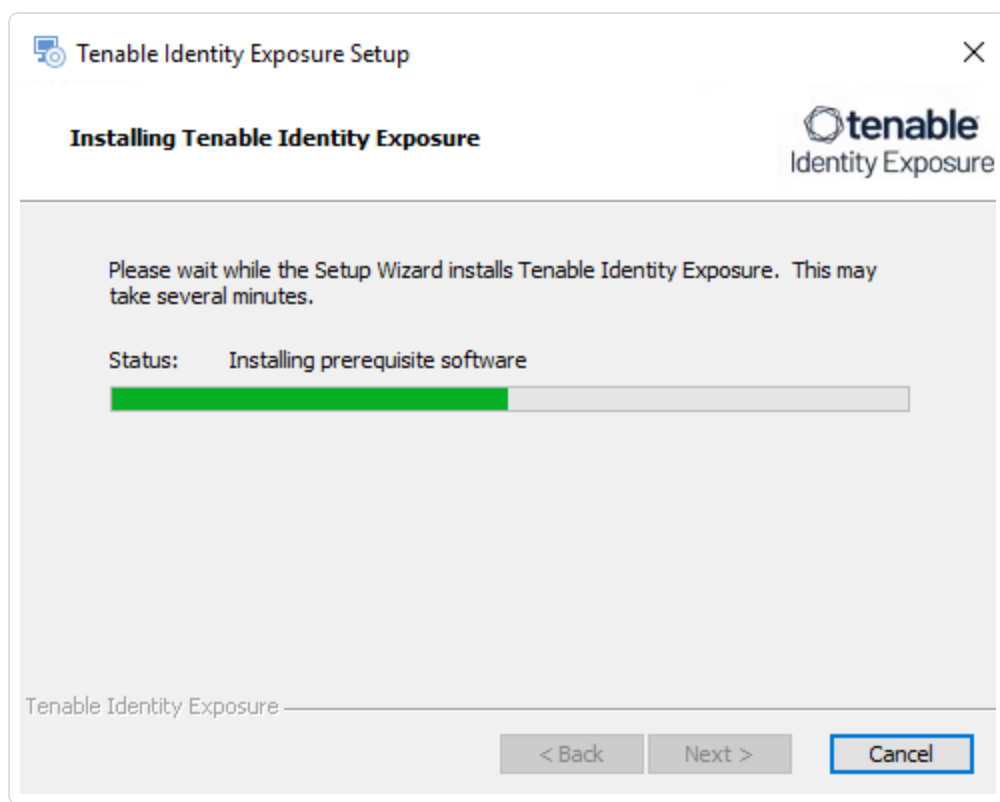 Tenable Identity Exposure Setup
Installing Tenable Identity Exposure
tenable
Identity Exposure
Please wait while the Setup Wizard installs Tenable Identity Exposure. This may
take several minutes.
Status: Installing prerequisite software
Tenable Identity Exposure
< Back
Next >
Cancel